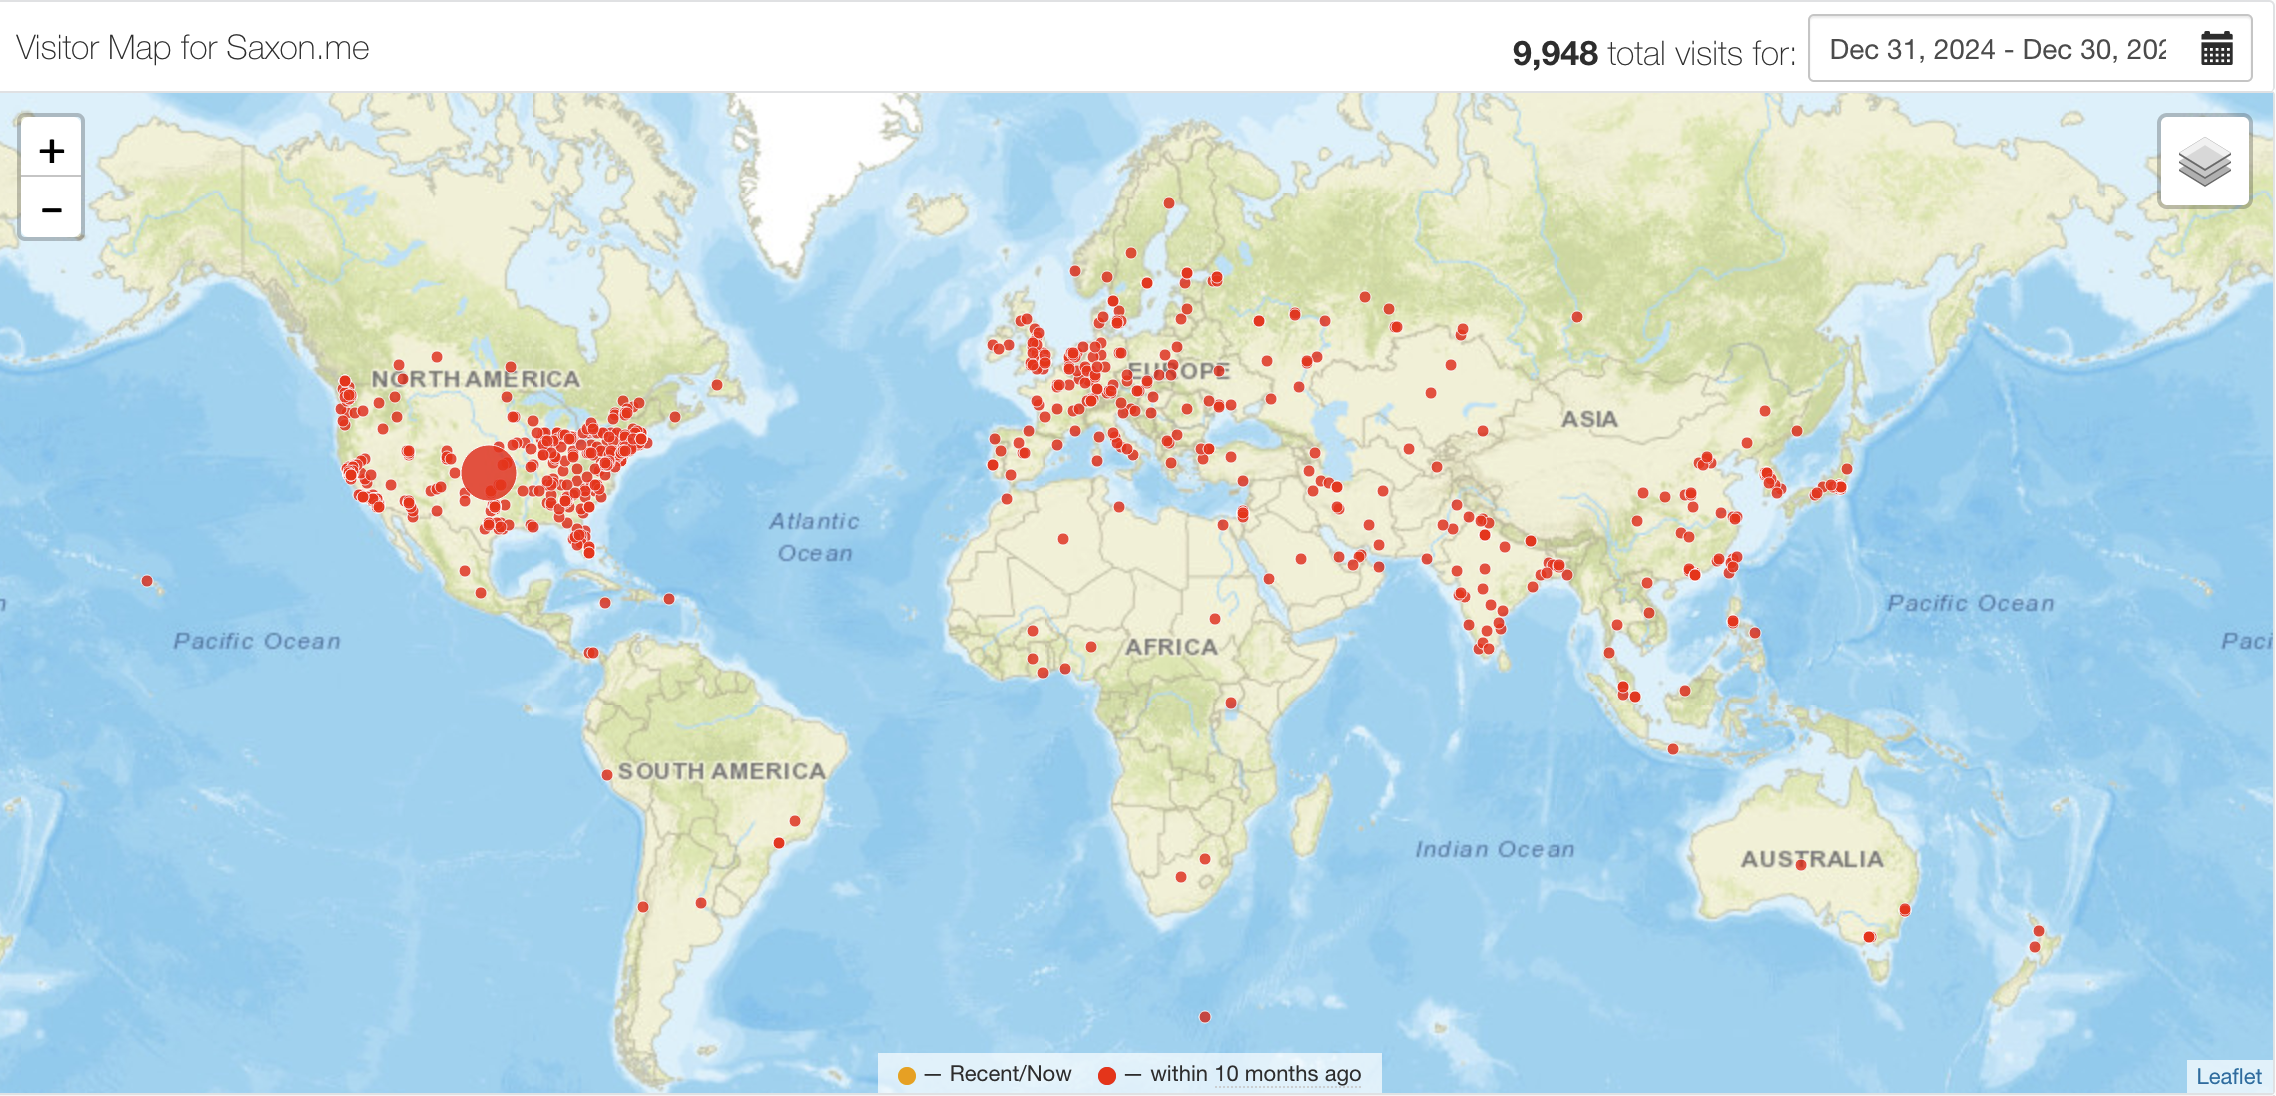 Visitor Map for Saxon.me
9,948 total visits for:
Dec 31, 2024 - Dec 30, 202
+
−
NORTH AMERICA
EUROPE
ASIA
Atlantic
Ocean
Pacific Ocean
Pacific Ocean
Paci
AFRICA
SOUTH AMERICA
Indian Ocean
AUSTRALIA
— Recent/Now
— within 10 months ago
Leaflet